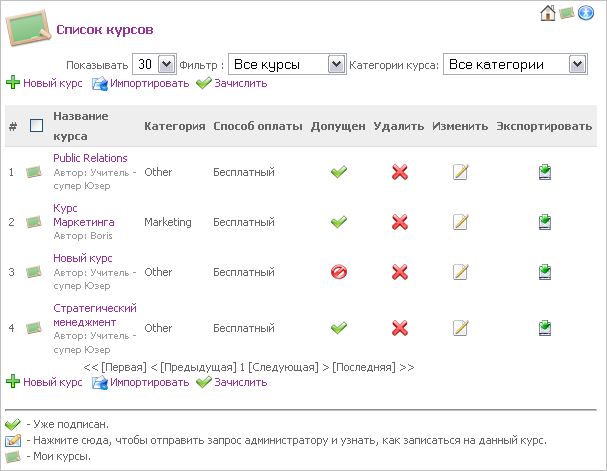 Список курсов
Показывать 30 Фильтр : Все курсы Категории курса: Все категории
Новый курс Импортировать Зачислить
# Название курса Категория Способ оплаты Допущен Удалить Изменить Экспортировать
1 Public Relations Other Бесплатный
Автор: Учитель -
супер Юзер
2 Курс
Маркетинга Marketing Бесплатный
Автор: Boris
3 Новый курс Other Бесплатный
Автор: Учитель -
супер Юзер
4 Стратегический
менеджмент Other Бесплатный
Автор: Учитель -
супер Юзер
<< [Первая] < [Предыдущая] 1 [Следующая] > [Последняя] >>
Новый курс Импортировать Зачислить
- Уже подписан.
- Нажмите сюда, чтобы отправить запрос администратору и узнать, как записаться на данный курс.
- Мои курсы.